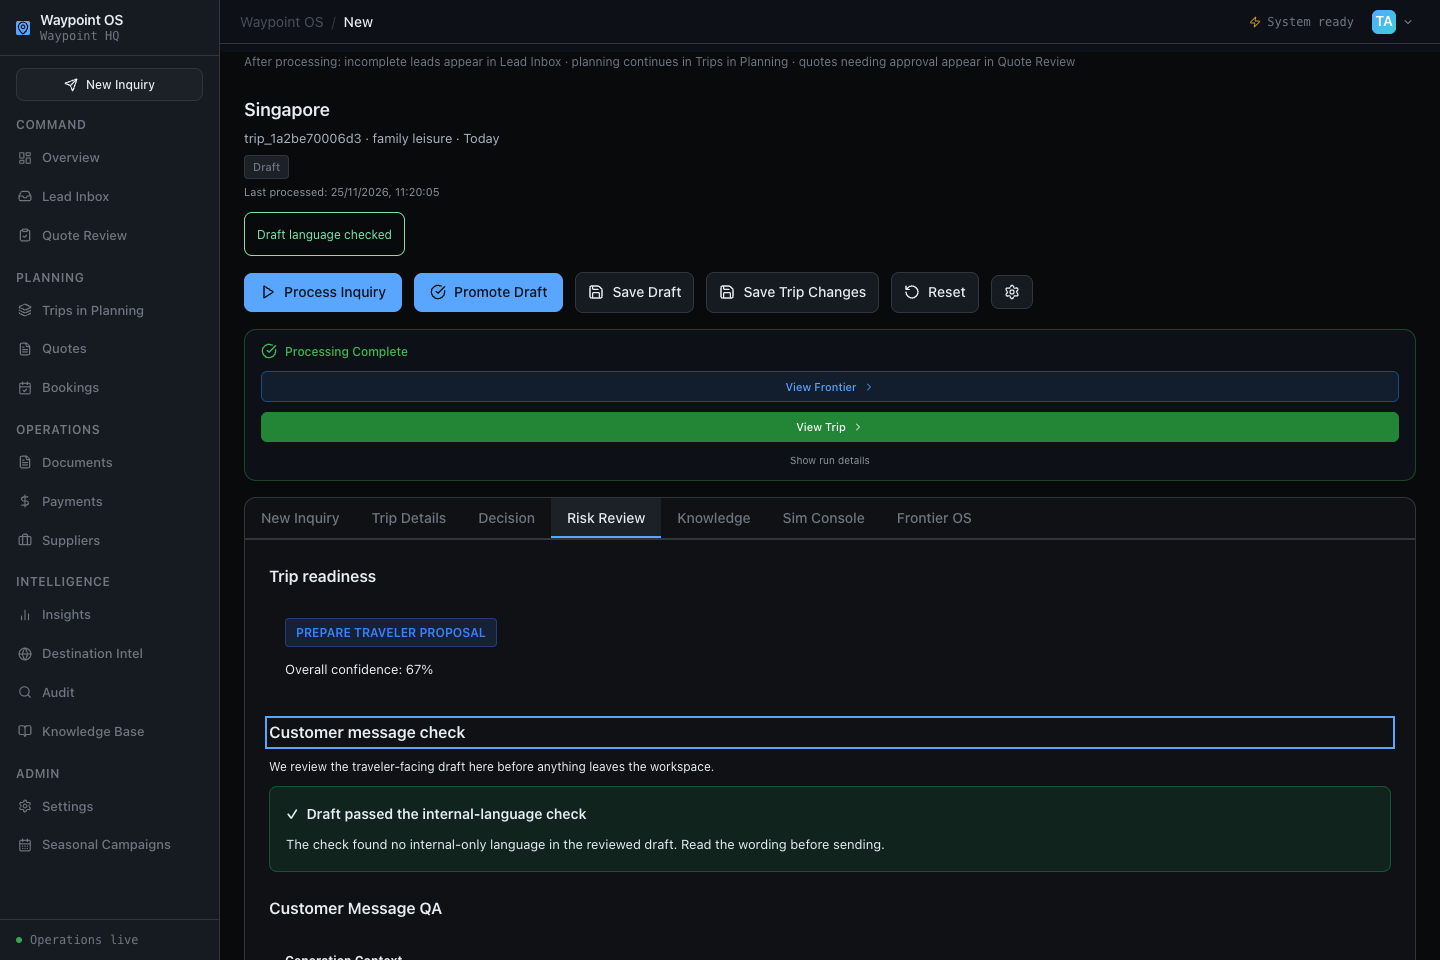 Waypoint OS
Waypoint HQ
New Inquiry
COMMAND
Overview
Lead Inbox
Quote Review
PLANNING
Trips in Planning
Quotes
Bookings
OPERATIONS
Documents
Payments
Suppliers
INTELLIGENCE
Insights
Destination Intel
Audit
Knowledge Base
ADMIN
Settings
Seasonal Campaigns
Operations live
Waypoint OS / New
System ready
TA
After processing: incomplete leads appear in Lead Inbox · planning continues in Trips in Planning · quotes needing approval appear in Quote Review
Singapore
trip_1a2be70006d3 · family leisure · Today
Draft
Last processed: 25/11/2026, 11:20:05
Draft language checked
Process Inquiry
Promote Draft
Save Draft
Save Trip Changes
Reset
Processing Complete
View Frontier
View Trip
Show run details
New Inquiry
Trip Details
Decision
Risk Review
Knowledge
Sim Console
Frontier OS
Trip readiness
PREPARE TRAVELER PROPOSAL
Overall confidence: 67%
Customer message check
We review the traveler-facing draft here before anything leaves the workspace.
Draft passed the internal-language check
The check found no internal-only language in the reviewed draft. Read the wording before sending.
Customer Message QA
Generation Context